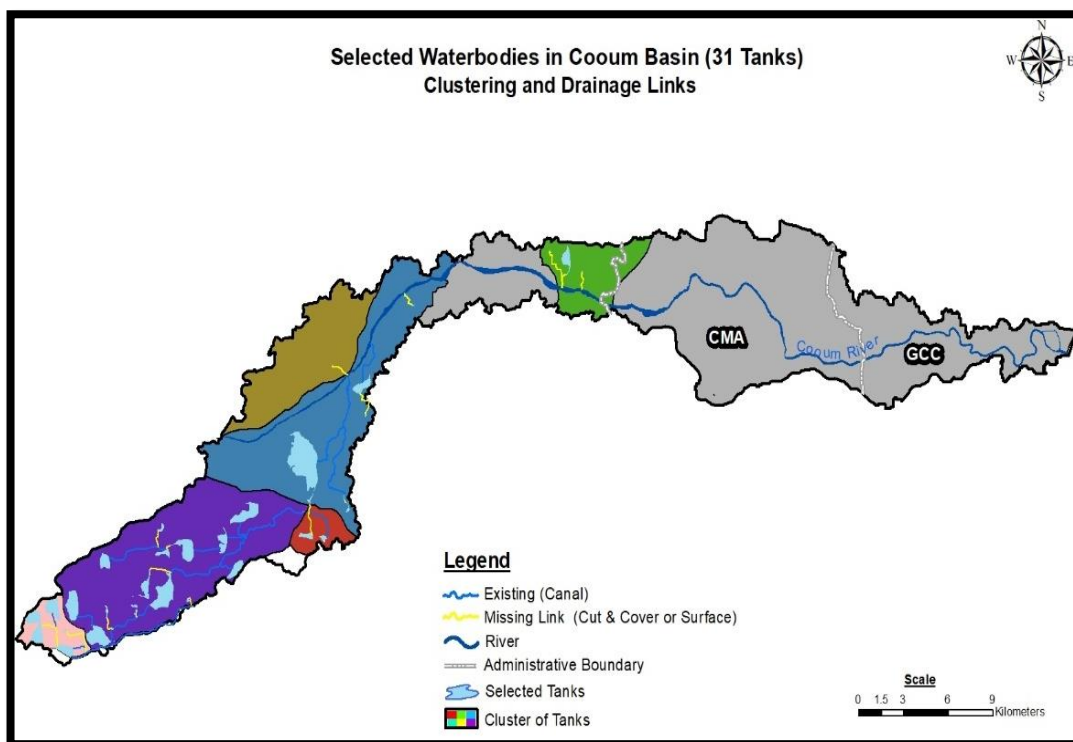 Selected Waterbodies in Cooum Basin (31 Tanks)
Clustering and Drainage Links
N
W
E
S
CMA
Cooum River
GCC
Legend
Existing (Canal)
Missing Link (Cut & Cover or Surface)
River
Administrative Boundary
Selected Tanks
Cluster of Tanks
Scale
0 1.5 3 6 9
Kilometers